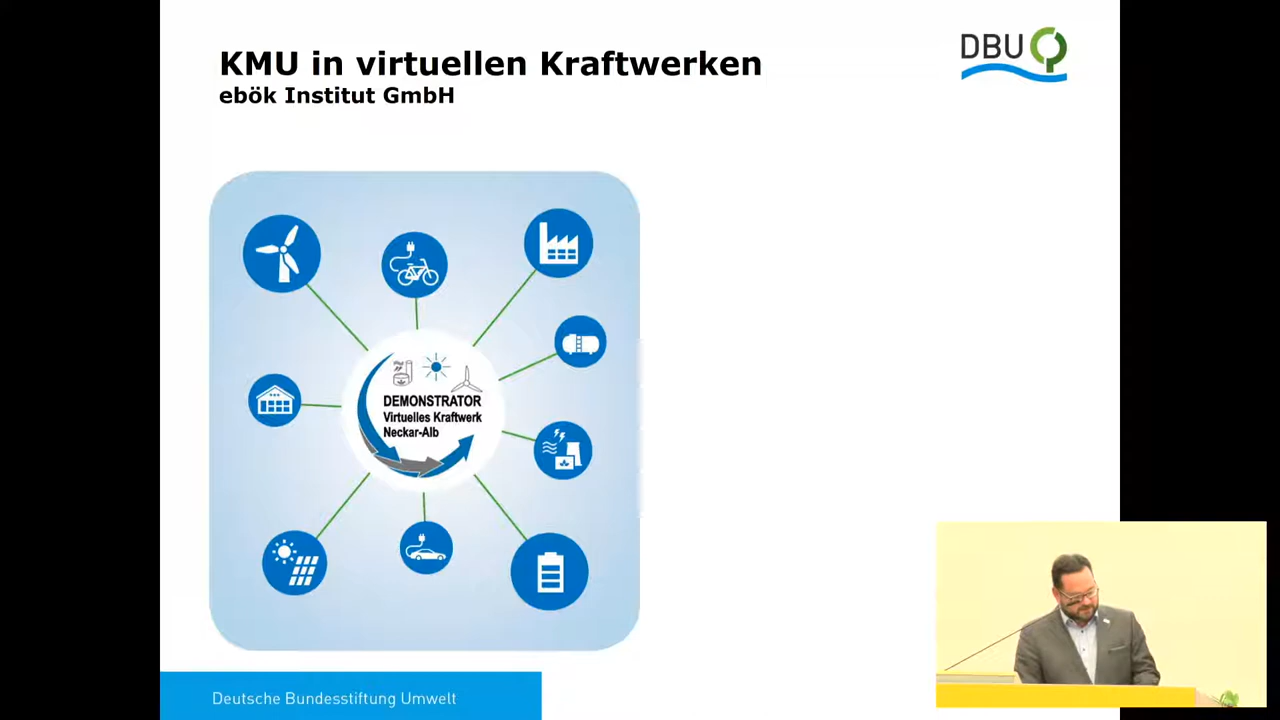 KMU in virtuellen Kraftwerken
ebök Institut GmbH
DBU
DEMONSTRATOR
Virtuelles Kraftwerk
Neckar-Alb
Deutsche Bundesstiftung Umwelt